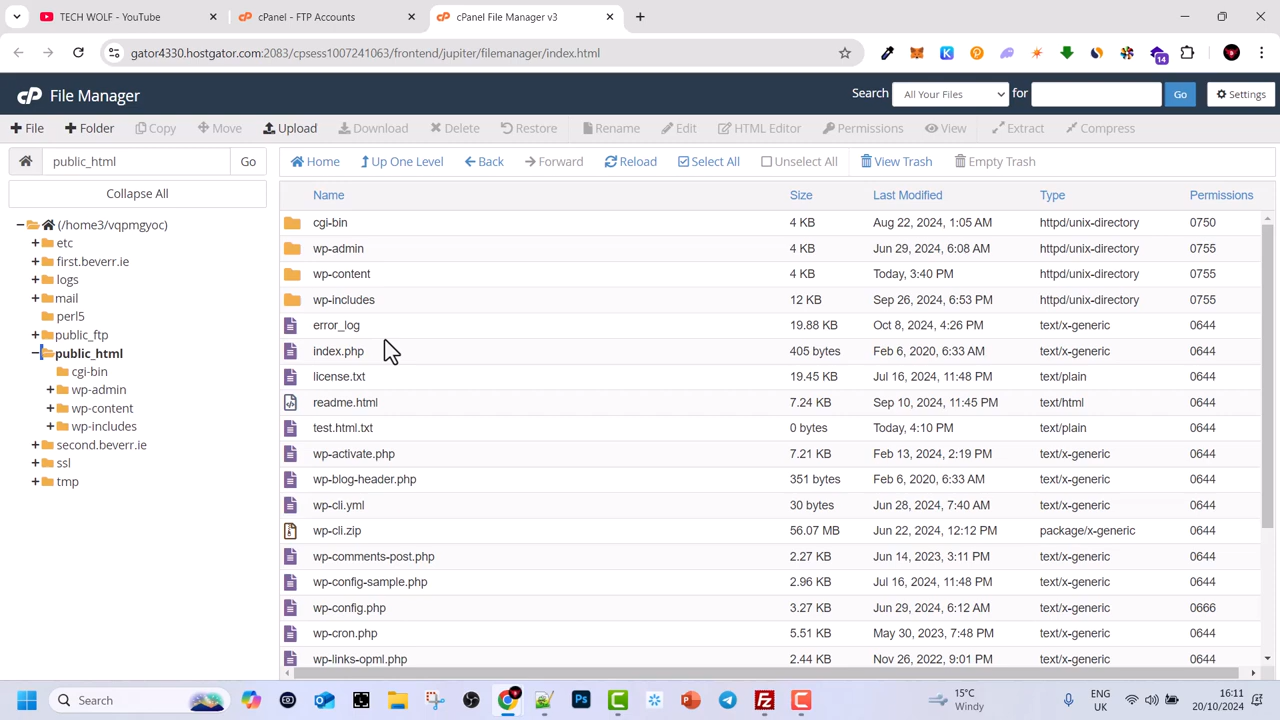 TECH WOLF - YouTube
cPanel - FTP Accounts
cPanel File Manager v3
gator4330.hostgator.com:2083/cpsess1007241063/frontend/jupiter/filemanager/index.html
14
cP File Manager
Search All Your Files for Go Settings
File Folder Copy Move Upload Download Delete Restore Rename Edit HTML Editor Permissions View Extract Compress
public_html Go
Home Up One Level Back Forward Reload Select All Unselect All View Trash Empty Trash
Collapse All
(/home3/vqpmgyoc)
etc
first.beverr.ie
logs
mail
perl5
public_ftp
public_html
cgi-bin
wp-admin
wp-content
wp-includes
second.beverr.ie
ssl
tmp
Name Size Last Modified Type Permissions
cgi-bin 4 KB Aug 22, 2024, 1:05 AM httpd/unix-directory 0750
wp-admin 4 KB Jun 29, 2024, 6:08 AM httpd/unix-directory 0755
wp-content 4 KB Today, 3:40 PM httpd/unix-directory 0755
wp-includes 12 KB Sep 26, 2024, 6:53 PM httpd/unix-directory 0755
error_log 19.88 KB Oct 8, 2024, 4:26 PM text/x-generic 0644
index.php 405 bytes Feb 6, 2020, 6:33 AM text/x-generic 0644
license.txt 19.45 KB Jul 16, 2024, 11:48 PM text/plain 0644
readme.html 7.24 KB Sep 10, 2024, 11:45 PM text/html 0644
test.html.txt 0 bytes Today, 4:10 PM text/plain 0644
wp-activate.php 7.21 KB Feb 13, 2024, 2:19 PM text/x-generic 0644
wp-blog-header.php 351 bytes Feb 6, 2020, 6:33 AM text/x-generic 0644
wp-cli.yml 30 bytes Jun 28, 2024, 7:40 AM text/x-generic 0644
wp-cli.zip 56.07 MB Jun 22, 2024, 12:12 PM package/x-generic 0644
wp-comments-post.php 2.27 KB Jun 14, 2023, 3:11 PM text/x-generic 0644
wp-config-sample.php 2.96 KB Jul 16, 2024, 11:48 PM text/x-generic 0644
wp-config.php 3.27 KB Jun 29, 2024, 6:12 AM text/x-generic 0666
wp-cron.php 5.51 KB May 30, 2023, 7:48 PM text/x-generic 0644
wp-links-opml.php 2.44 KB Nov 26, 2022, 9:01 PM text/x-generic 0644
Search
Ps
15°C
Windy
ENG
UK
16:11
20/10/2024